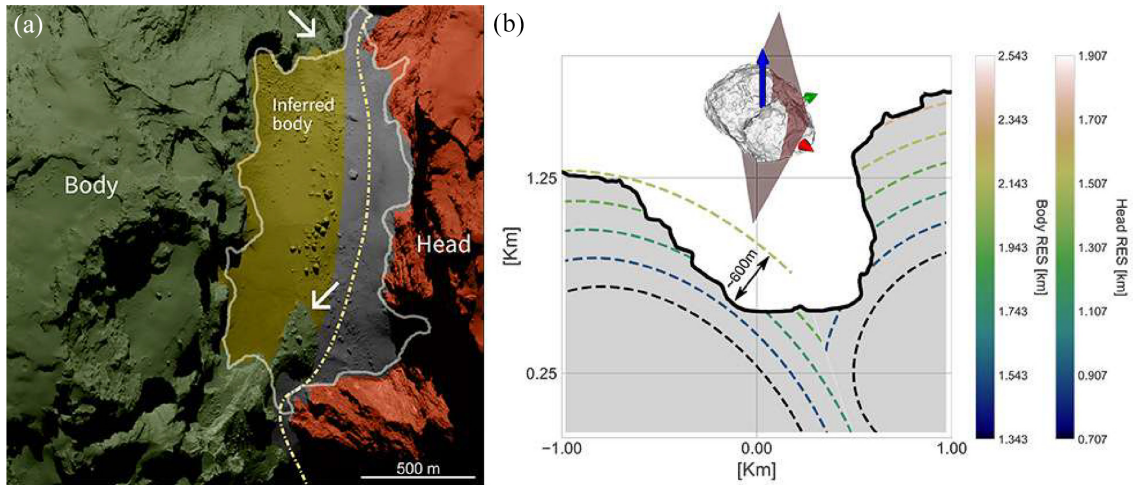 (a)
Inferred
body
Body
Head
500 m
(b)
[Km]
1.25
0.25
~600m
−1.00
0.00
1.00
[Km]
2.543
2.343
2.143
1.943
1.743
1.543
1.343
Body RES [km]
1.907
1.707
1.507
1.307
1.107
0.907
0.707
Head RES [km]